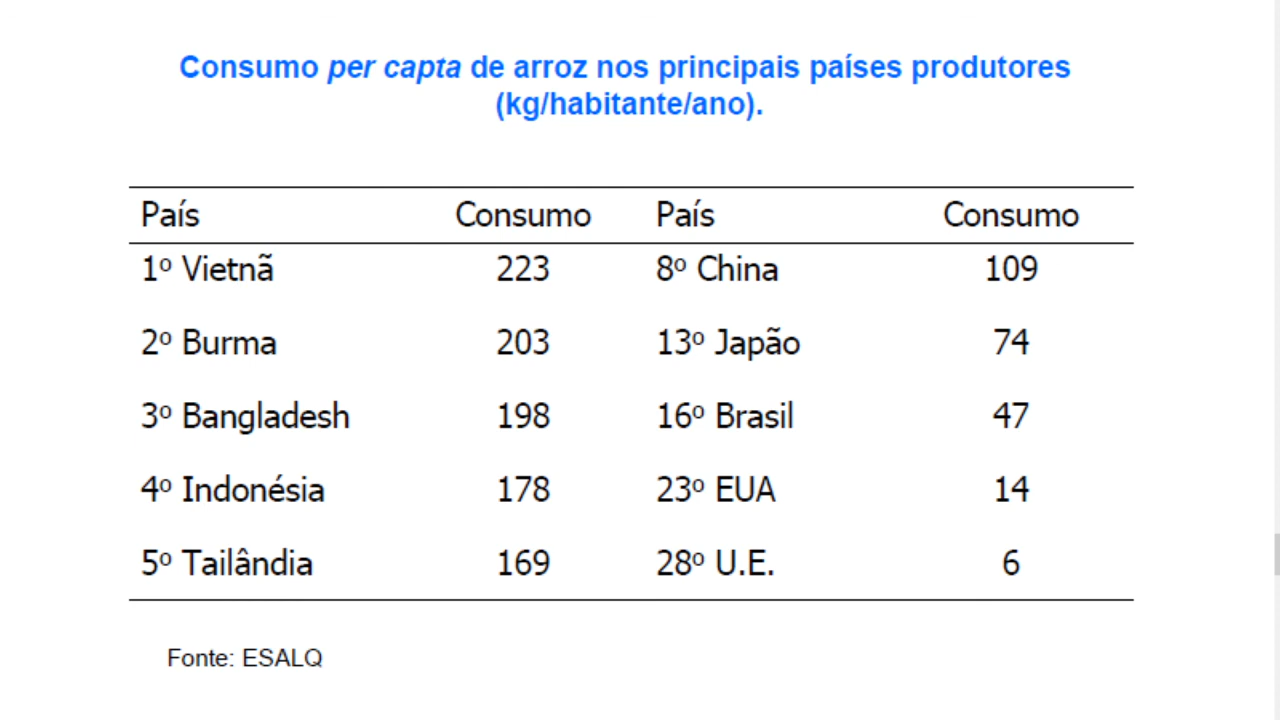 Consumo per capta de arroz nos principais países produtores
(kg/habitante/ano).
País Consumo País Consumo
1º Vietnã 223 8º China 109
2º Burma 203 13º Japão 74
3º Bangladesh 198 16º Brasil 47
4º Indonésia 178 23º EUA 14
5º Tailândia 169 28º U.E. 6
Fonte: ESALQ